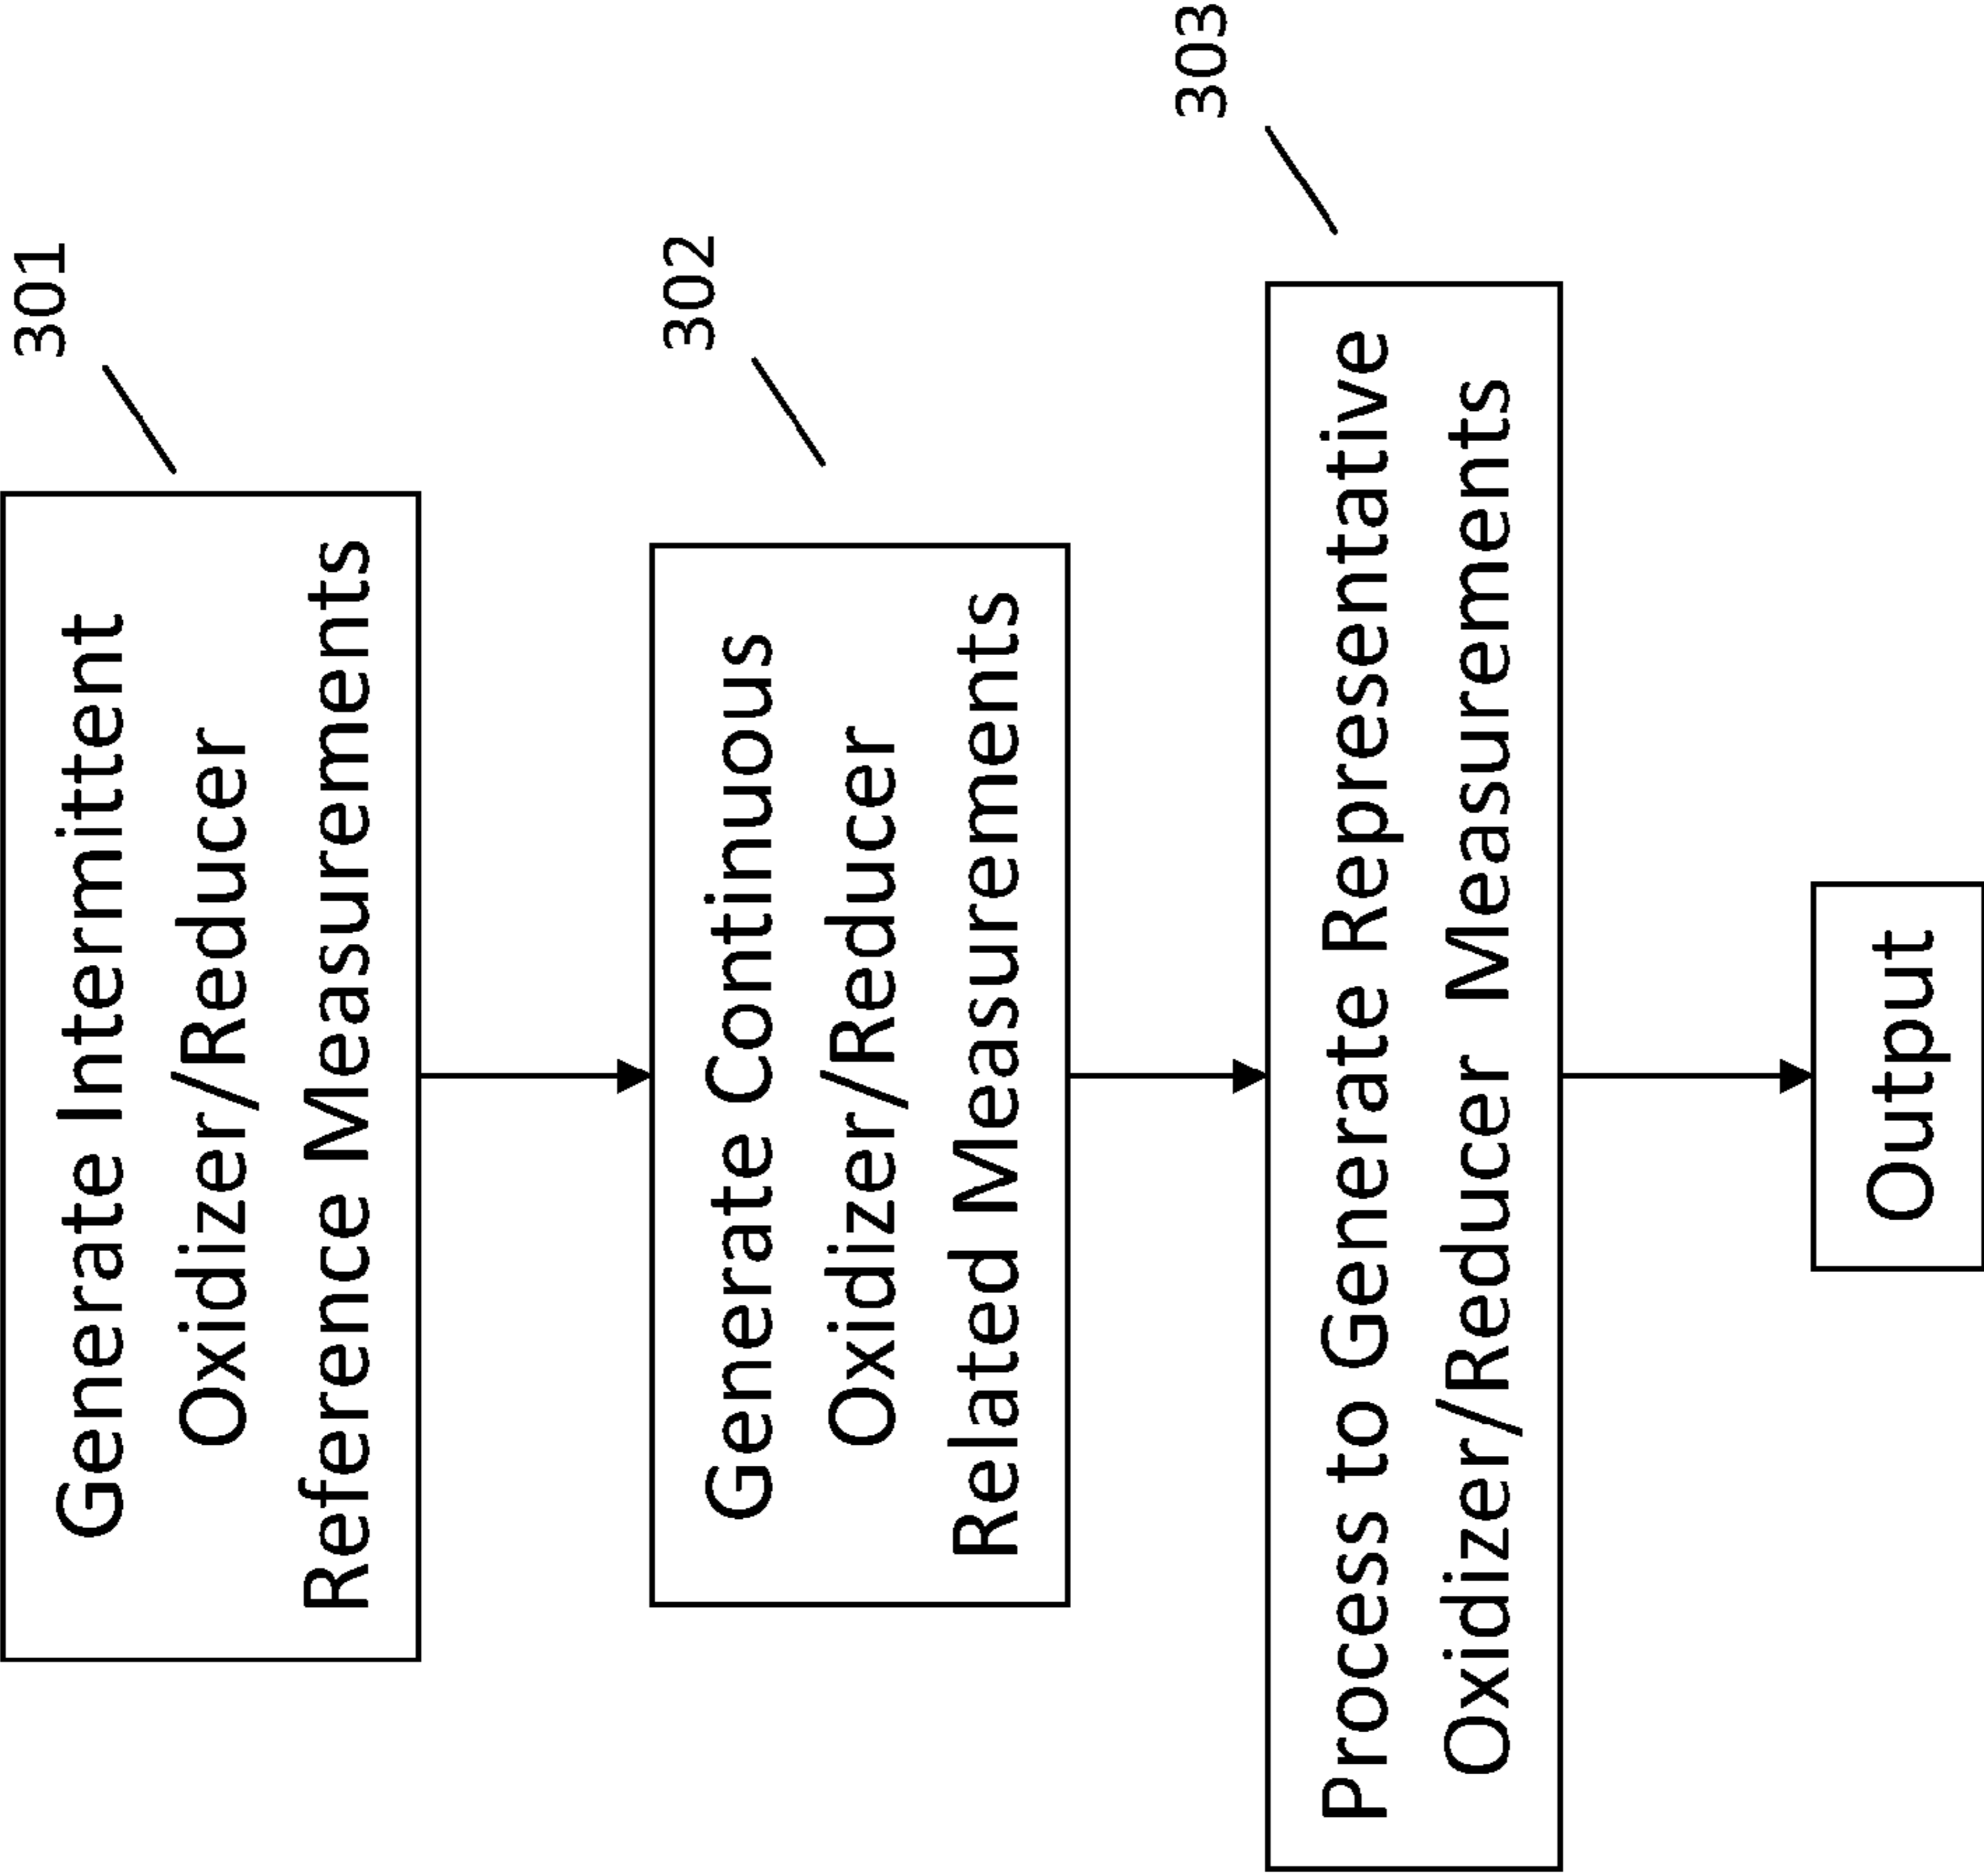 301
Generate Intermittent
Oxidizer/Reducer
Reference Measurements
302
Generate Continuous
Oxidizer/Reducer
Related Measurements
303
Process to Generate Representative
Oxidizer/Reducer Measurements
Output